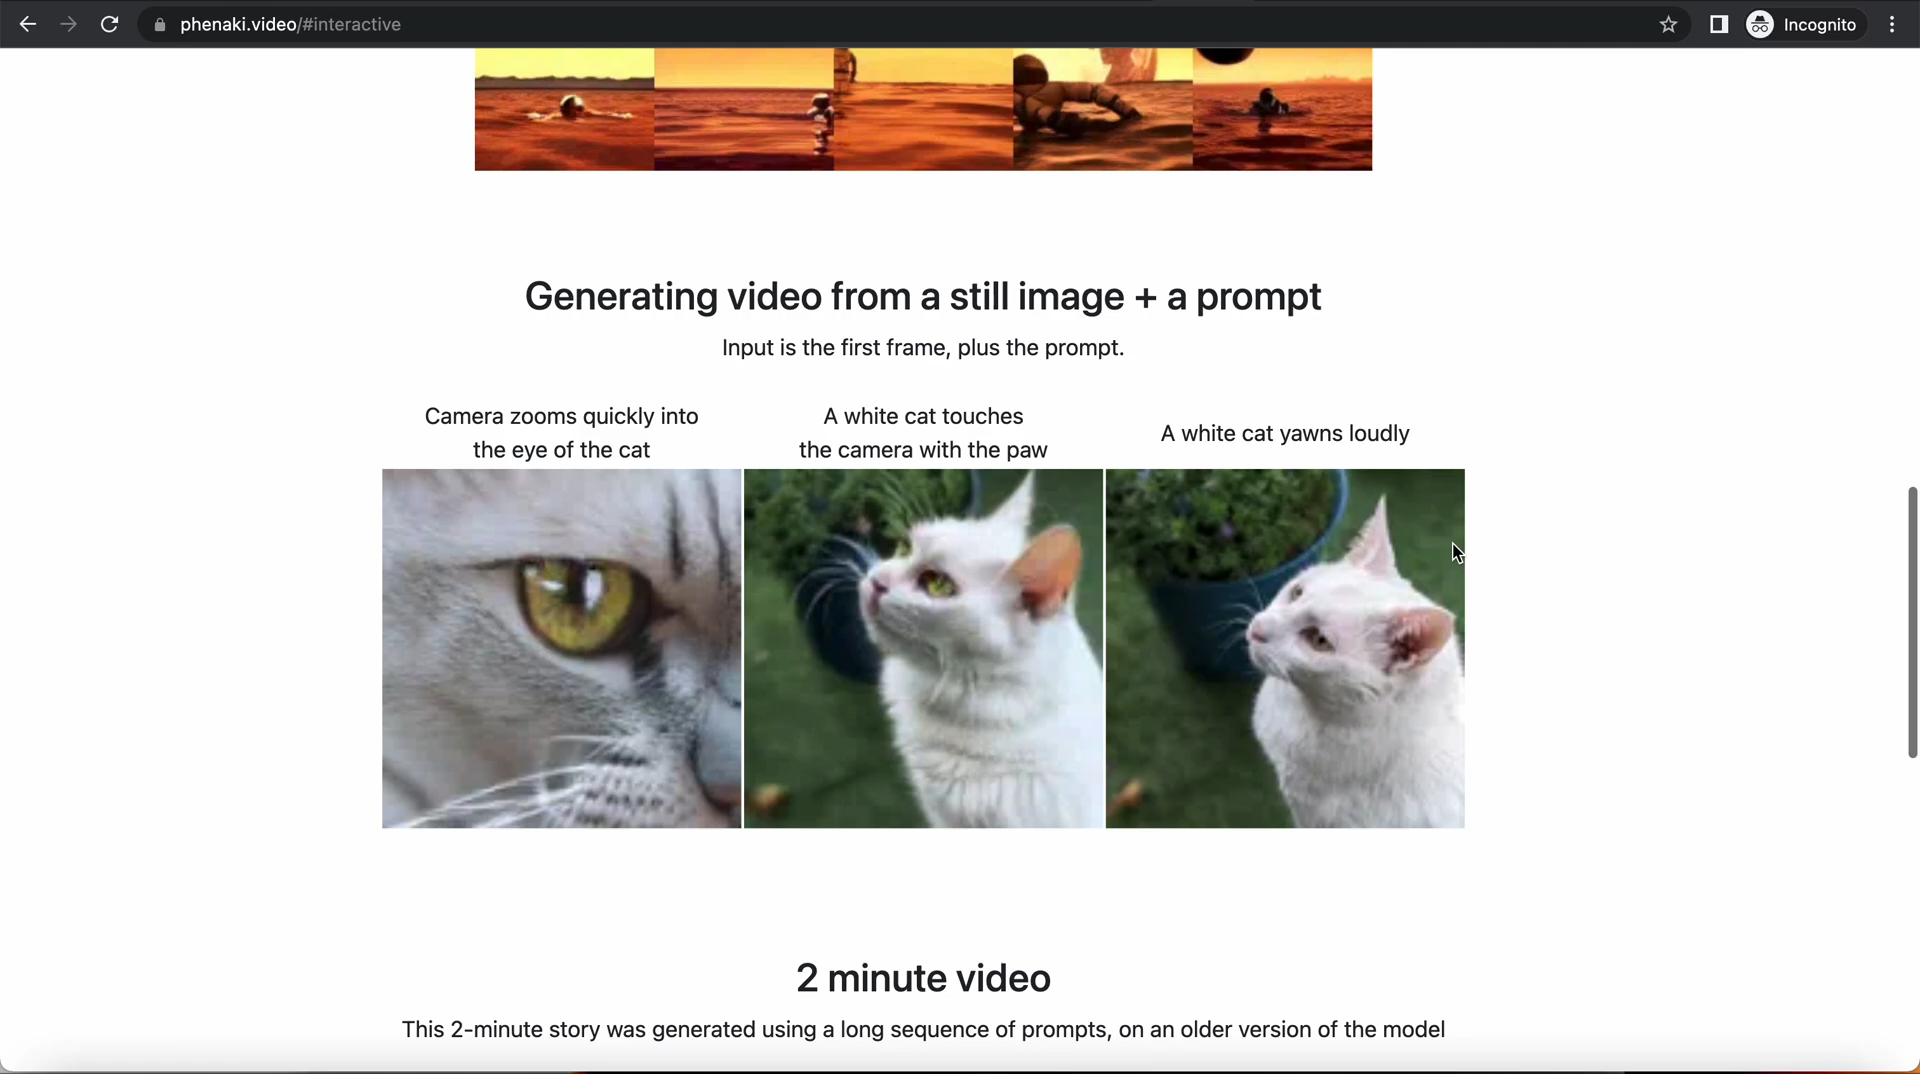 phenaki.video/#interactive
Incognito
Generating video from a still image + a prompt
Input is the first frame, plus the prompt.
Camera zooms quickly into
the eye of the cat
A white cat touches
the camera with the paw
A white cat yawns loudly
2 minute video
This 2-minute story was generated using a long sequence of prompts, on an older version of the model